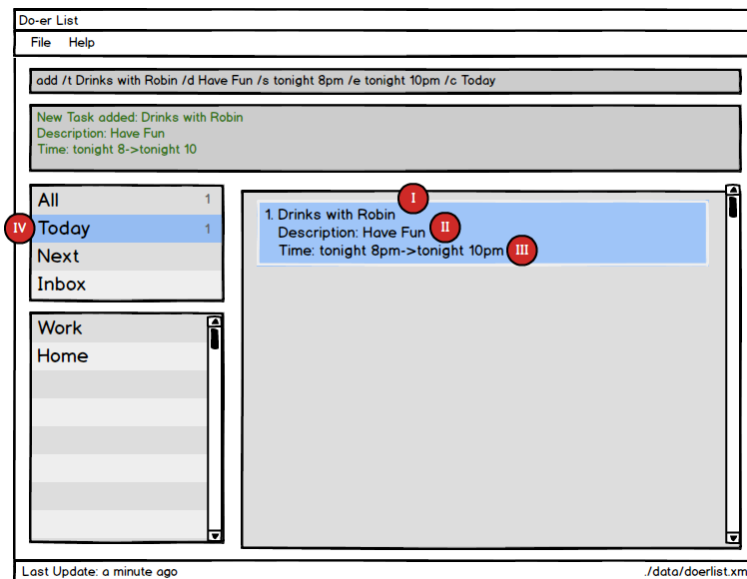 Do-er List
File Help
add /t Drinks with Robin /d Have Fun /s tonight 8pm /e tonight 10pm /c Today
New Task added: Drinks with Robin
Description: Have Fun
Time: tonight 8->tonight 10
All 1
IV Today 1
Next
Inbox
Work
Home
I
1. Drinks with Robin
Description: Have Fun II
Time: tonight 8pm->tonight 10pm III
Last Update: a minute ago
./data/doerlist.xm